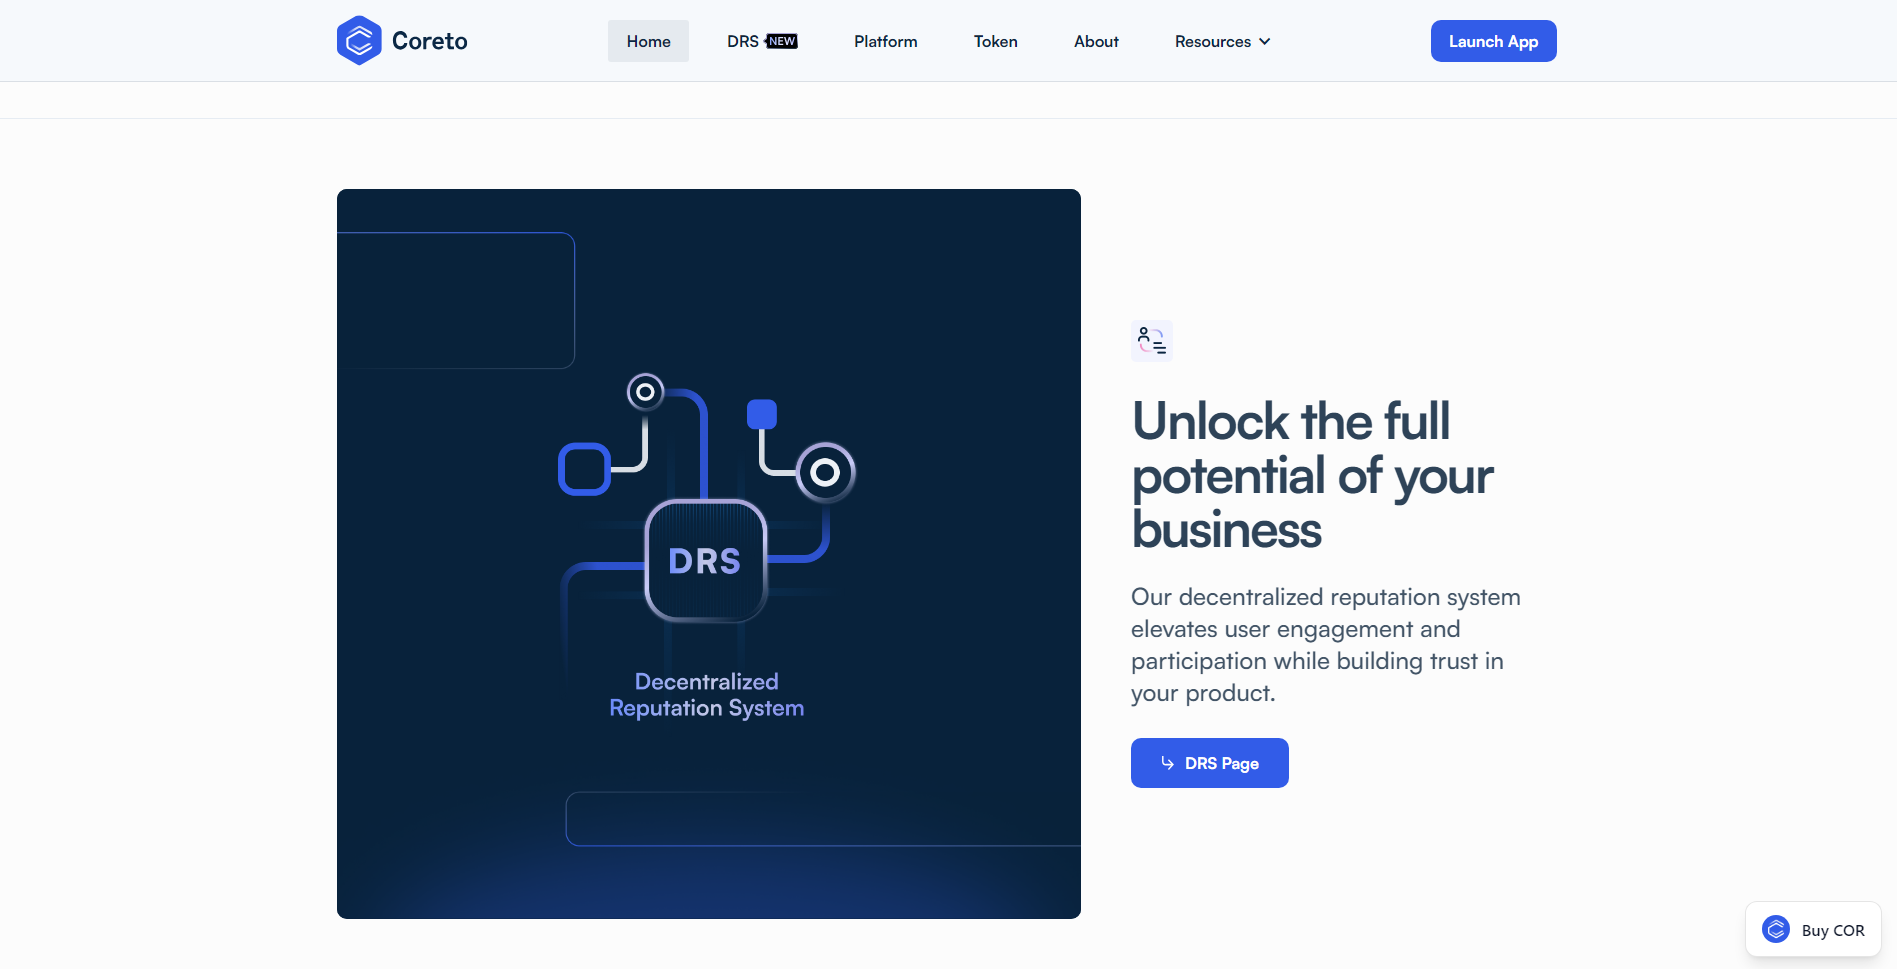 Coreto
Home
DRS NEW
Platform
Token
About
Resources
Launch App
DRS
Decentralized
Reputation System
Unlock the full
potential of your
business
Our decentralized reputation system
elevates user engagement and
participation while building trust in
your product.
DRS Page
Buy COR